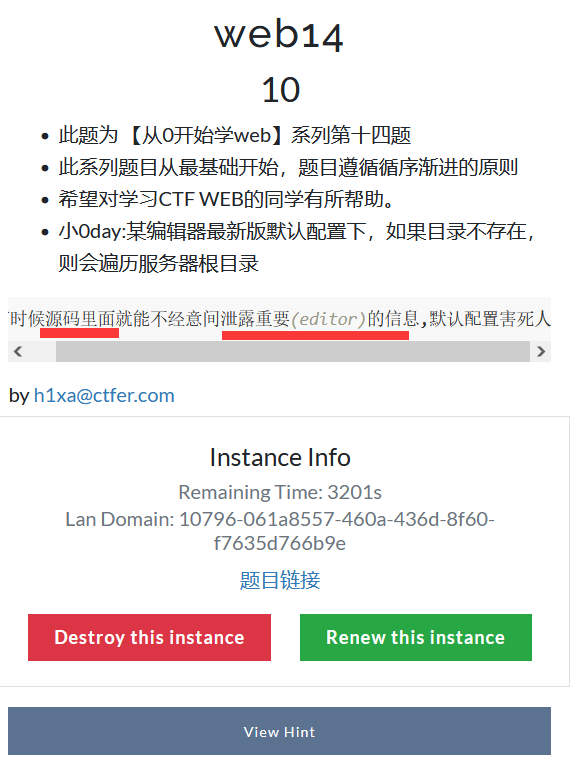 web14
10
此题为 【从0开始学web】系列第十四题
此系列题目从最基础开始，题目遵循循序渐进的原则
希望对学习CTF WEB的同学有所帮助。
小0day:某编辑器最新版默认配置下，如果目录不存在，
则会遍历服务器根目录
时候源码里面就能不经意间泄露重要(editor)的信息,默认配置害死人
by h1xa@ctfer.com
Instance Info
Remaining Time: 3201s
Lan Domain: 10796-061a8557-460a-436d-8f60-
f7635d766b9e
题目链接
Destroy this instance Renew this instance
View Hint